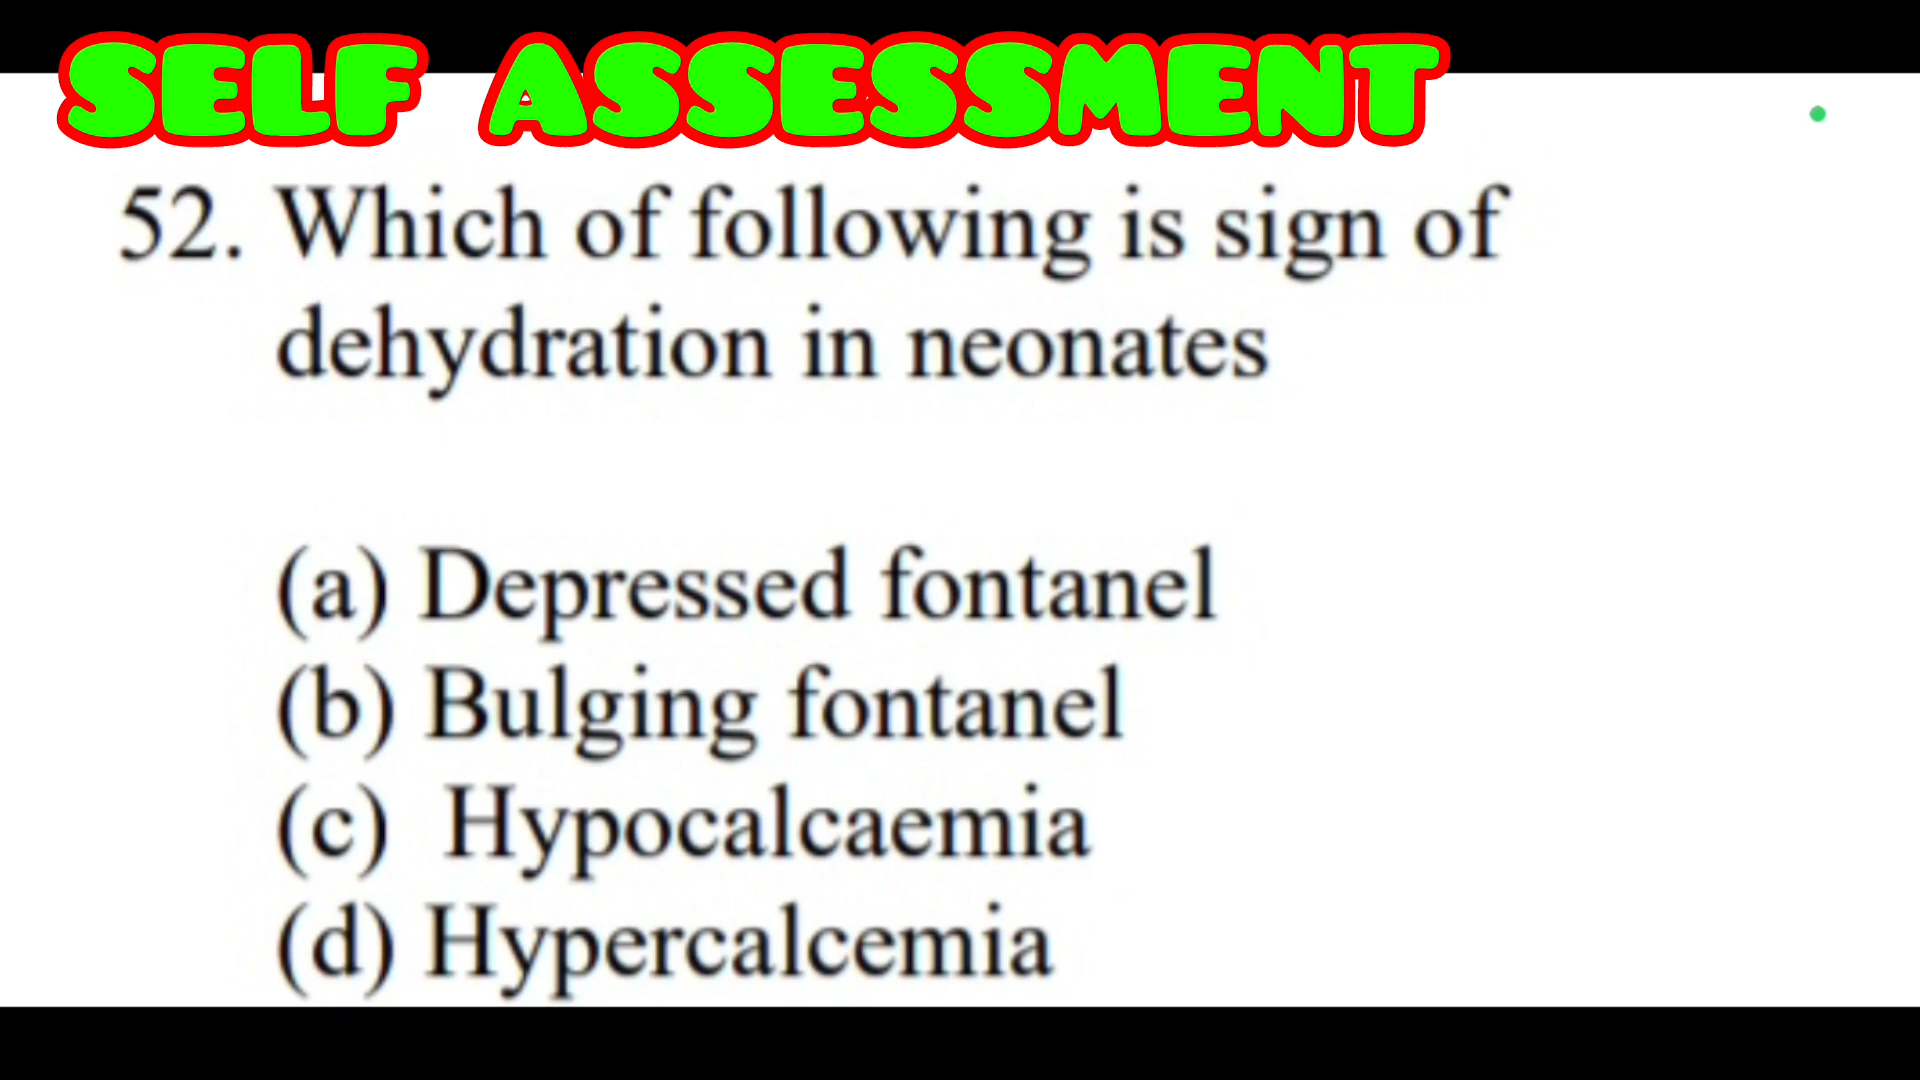 SELF ASSESSMENT
52. Which of following is sign of
dehydration in neonates
(a) Depressed fontanel
(b) Bulging fontanel
(c) Hypocalcaemia
(d) Hypercalcemia